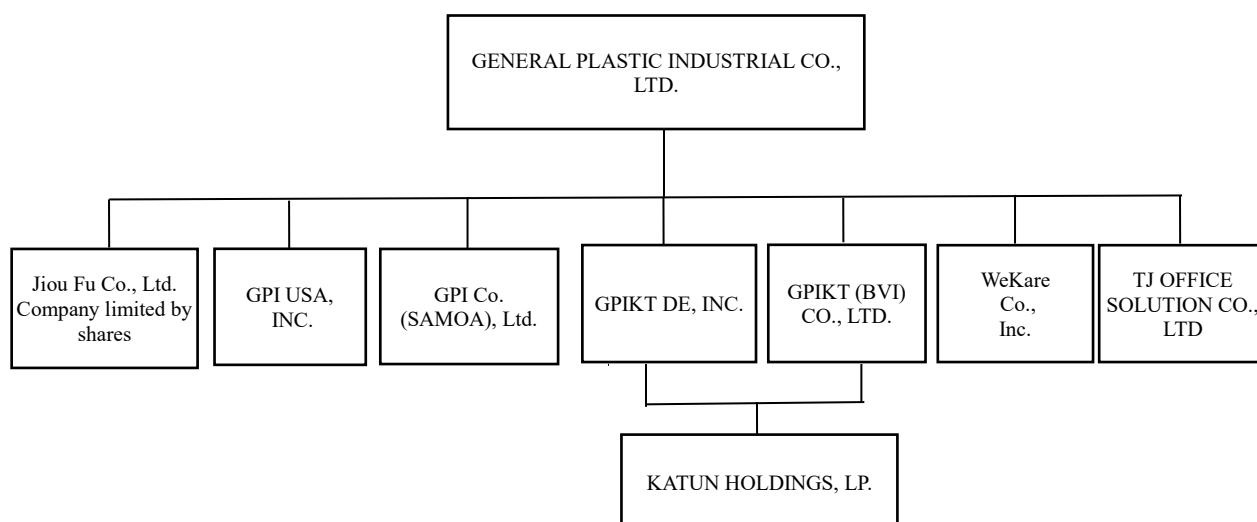 GENERAL PLASTIC INDUSTRIAL CO.,
LTD.
Jiou Fu Co., Ltd.
Company limited by
shares
GPI USA,
INC.
GPI Co.
(SAMOA), Ltd.
GPIKT DE, INC.
GPIKT (BVI)
CO., LTD.
WeKare
Co.,
Inc.
TJ OFFICE
SOLUTION CO.,
LTD
KATUN HOLDINGS, LP.